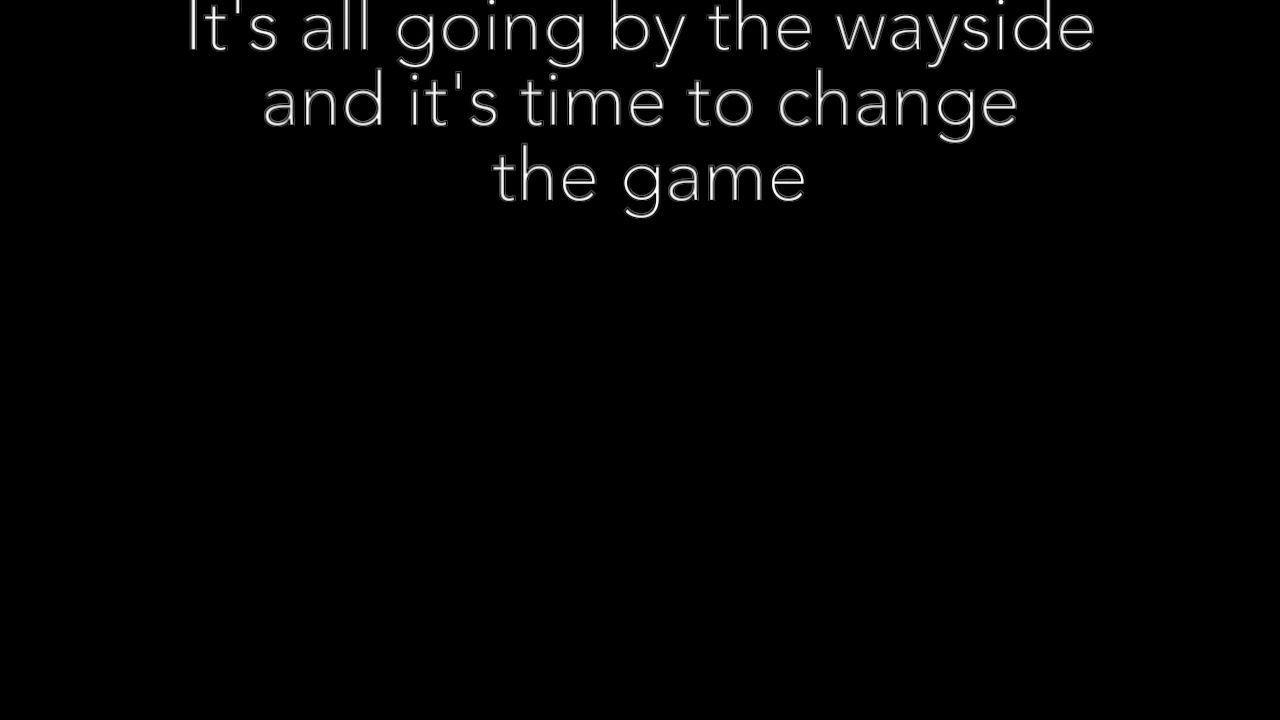 It's all going by the wayside
and it's time to change
the game